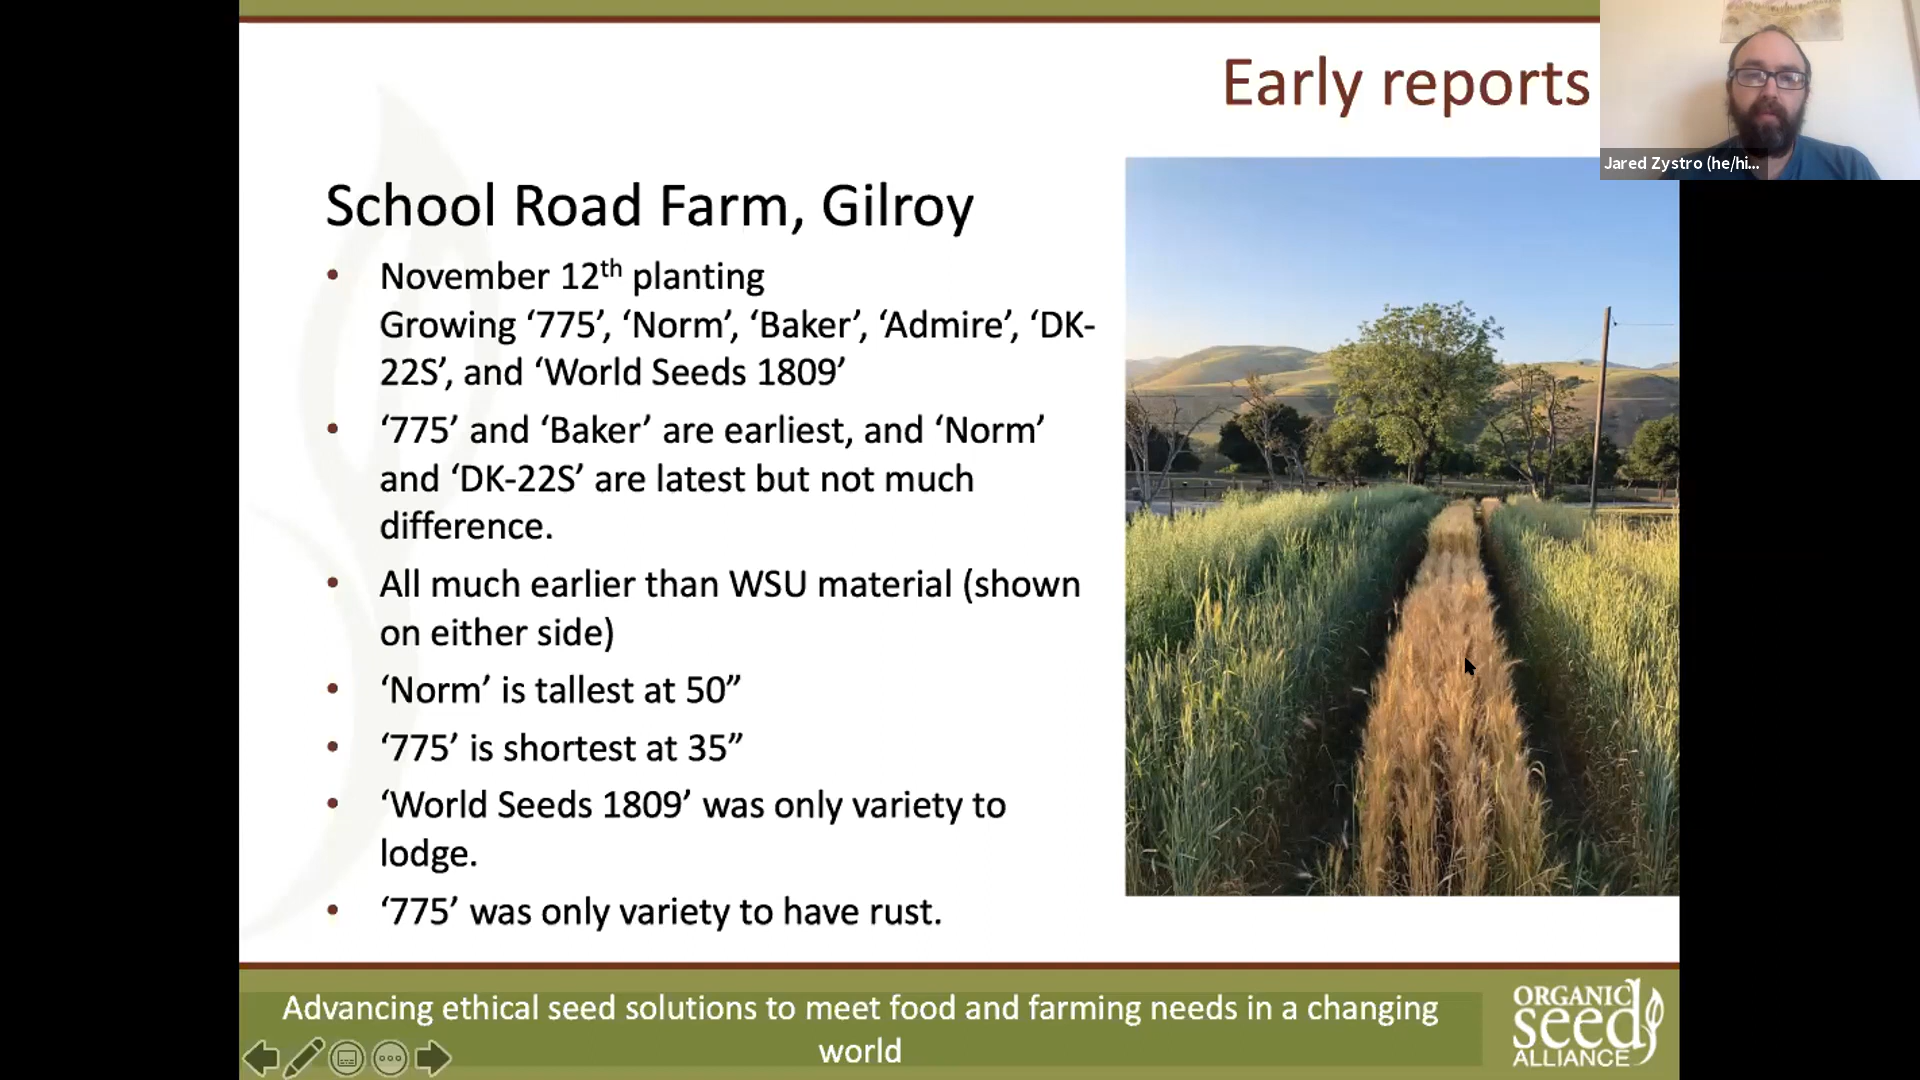 Early reports
Jared Zystro (he/hi...
School Road Farm, Gilroy
• November 12th planting
Growing ‘775’, ‘Norm’, ‘Baker’, ‘Admire’, ‘DK-
22S’, and ‘World Seeds 1809’
• ‘775’ and ‘Baker’ are earliest, and ‘Norm’
and ‘DK-22S’ are latest but not much
difference.
• All much earlier than WSU material (shown
on either side)
• ‘Norm’ is tallest at 50”
• ‘775’ is shortest at 35”
• ‘World Seeds 1809’ was only variety to
lodge.
• ‘775’ was only variety to have rust.
Advancing ethical seed solutions to meet food and farming needs in a changing
world
ORGANIC
seed
ALLIANCE